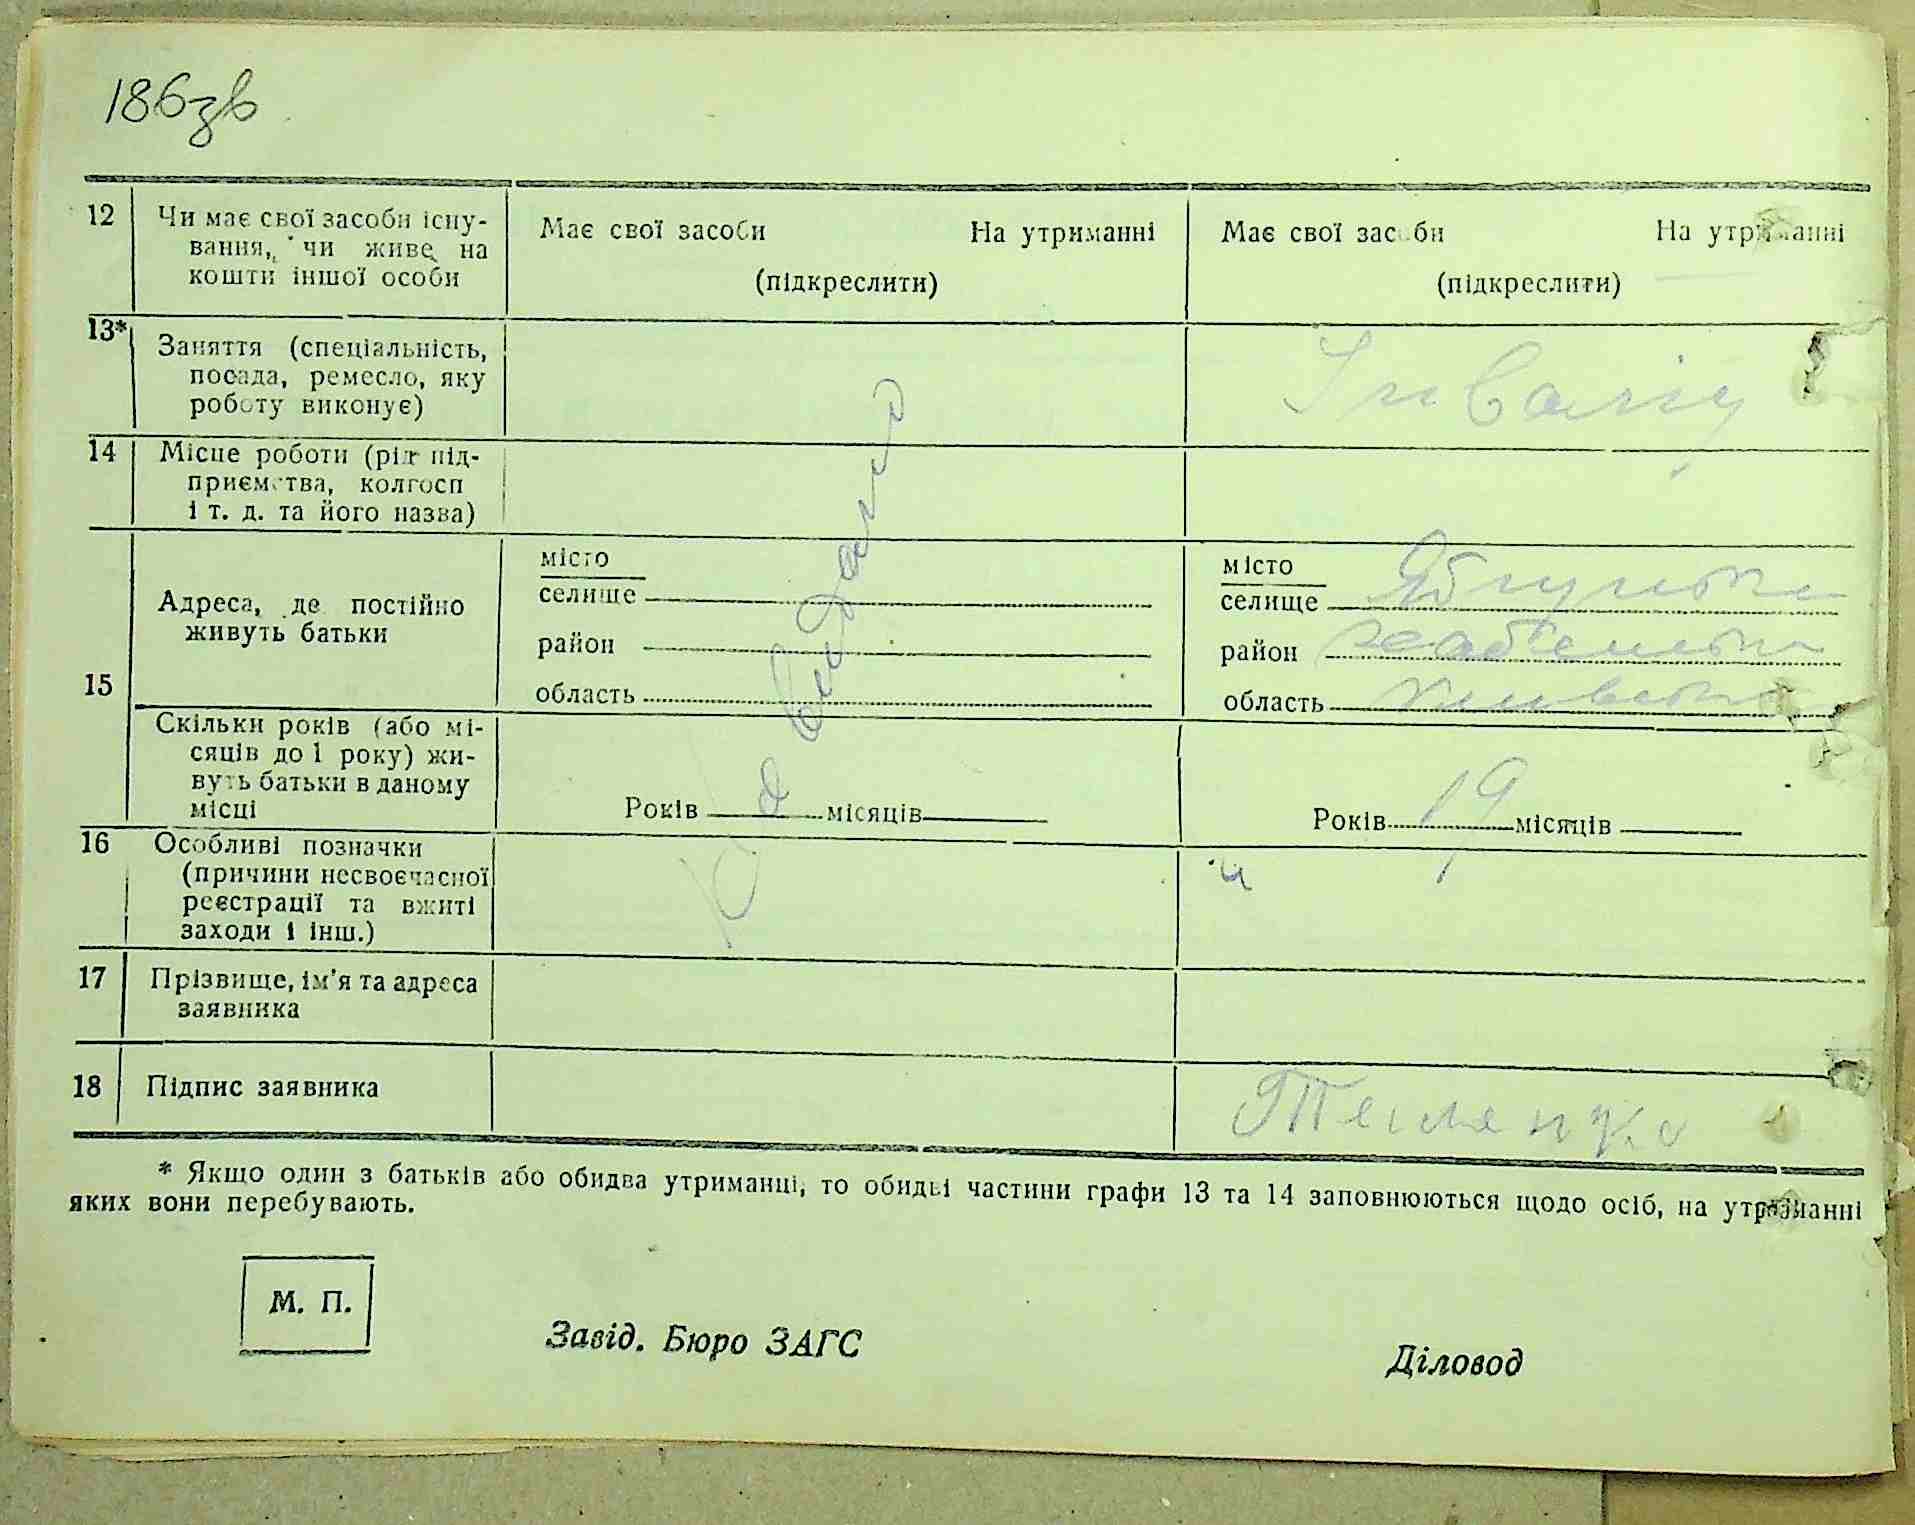 186зв
12 Чи має свої засоби існу-
вання, чи живе на
кошти іншої особи
Має свої засоби На утриманні
(підкреслити)
Має свої засоби На утриманні
(підкреслити)
13* Заняття (спеціальність,
посада, ремесло, яку
роботу виконує)
Інвалід
14 Місце роботи (рід під-
приємства, колгосп
і т. д. та його назва)
15
Адреса, де постійно
живуть батьки
місто
селище
район
область
місто
селище
район
область
Скільки років (або мі-
сяців до 1 року) жи-
вуть батьки в даному
місці
Років місяців
Років 19 місяців
16 Особливі позначки
(причини несвоєчасної
реєстрації та вжиті
заходи і інш.)
17 Прізвище, ім'я та адреса
заявника
18 Підпис заявника
* Якщо один з батьків або обидва утриманці, то обидві частини графи 13 та 14 заповнюються щодо осіб, на утриманні
яких вони перебувають.
М. П.
Завід. Бюро ЗАГС
Діловод